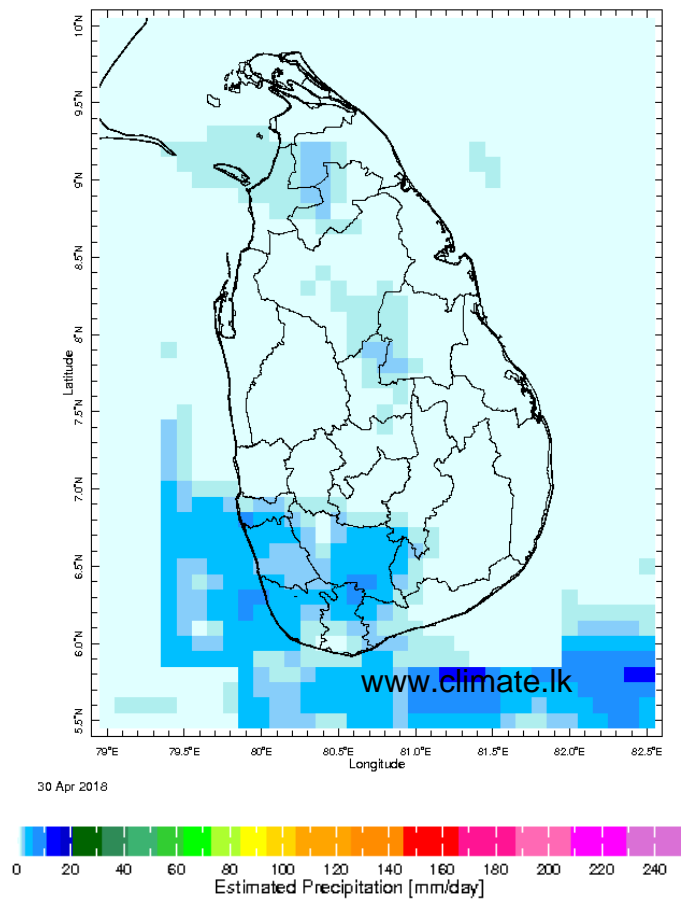 10°N
9.5°N
9°N
8.5°N
8°N
7.5°N
7.0°N
6.5°N
6.0°N
5.5°N
Latitude
www.climate.lk
79°E 79.5°E 80°E 80.5°E 81.0°E 81.5°E 82.0°E 82.5°E
Longitude
30 Apr 2018
0 20 40 60 80 100 120 140 160 180 200 220 240
Estimated Precipitation [mm/day]